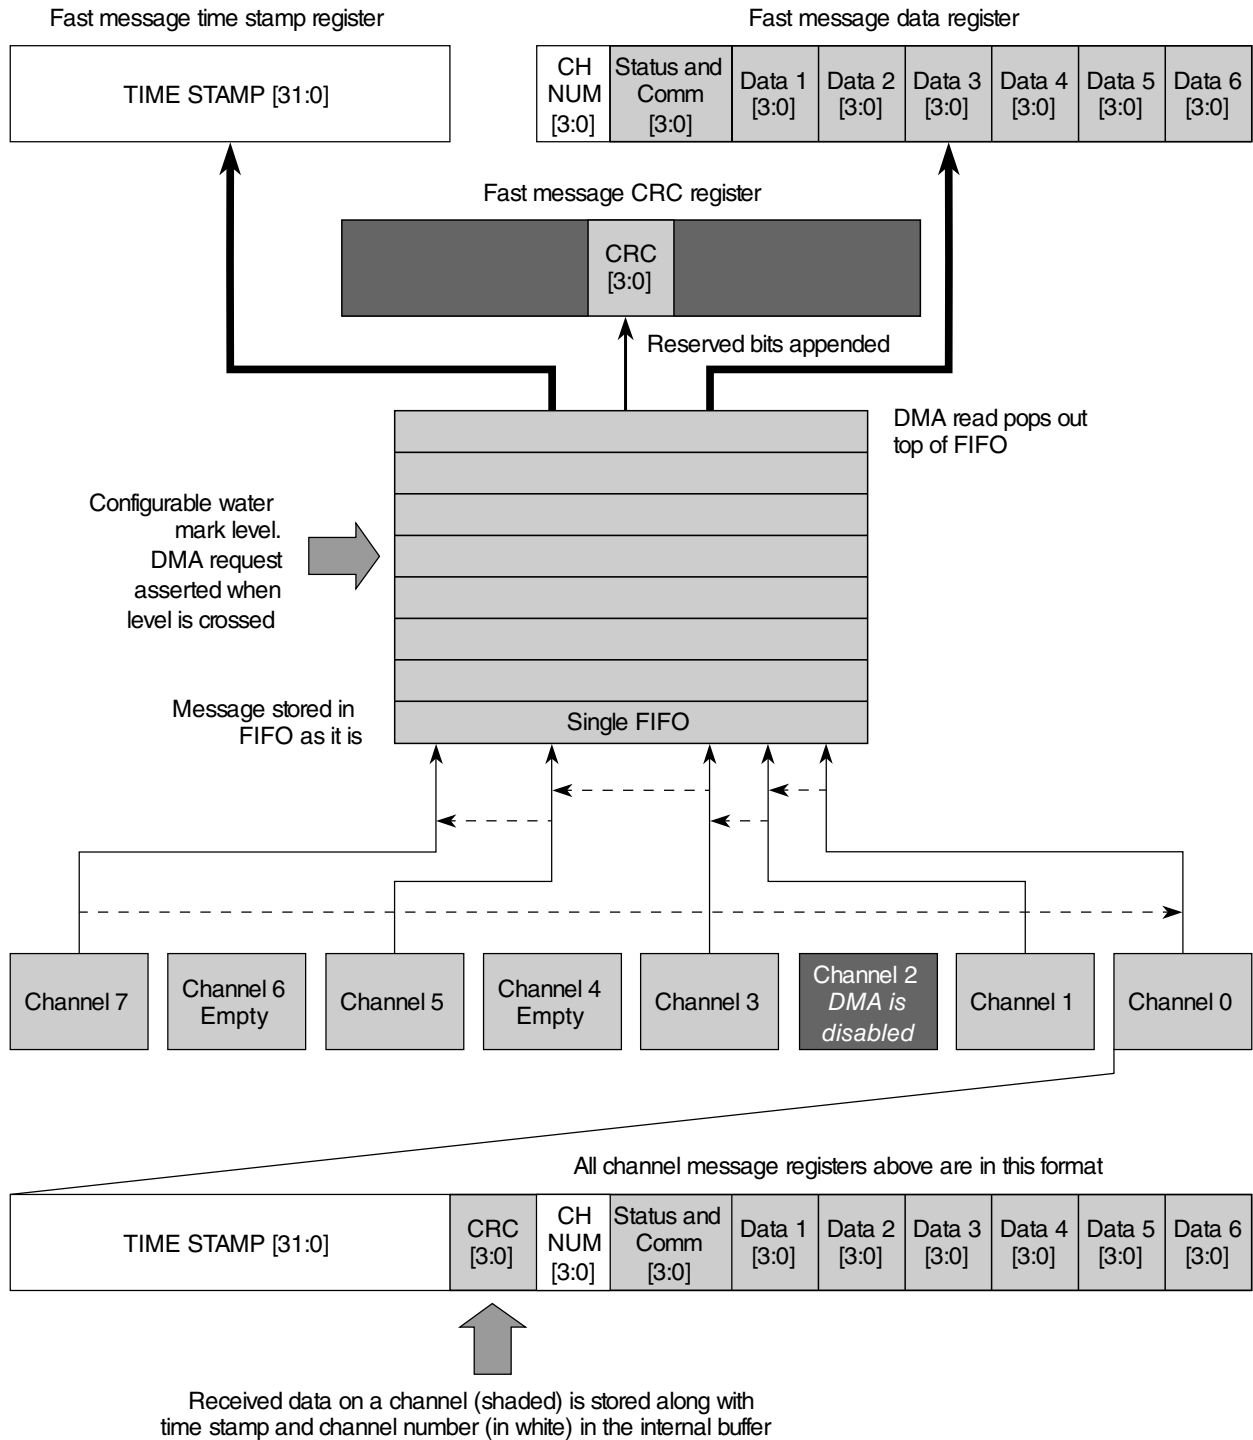 Fast message time stamp register
Fast message data register
TIME STAMP [31:0]
CH
NUM
[3:0]
Status and
Comm
[3:0]
Data 1
[3:0]
Data 2
[3:0]
Data 3
[3:0]
Data 4
[3:0]
Data 5
[3:0]
Data 6
[3:0]
Fast message CRC register
CRC
[3:0]
Reserved bits appended
DMA read pops out
top of FIFO
Configurable water
mark level.
DMA request
asserted when
level is crossed
Message stored in
FIFO as it is
Single FIFO
Channel 7
Channel 6
Empty
Channel 5
Channel 4
Empty
Channel 3
Channel 2
DMA is
disabled
Channel 1
Channel 0
All channel message registers above are in this format
TIME STAMP [31:0]
CRC
[3:0]
CH
NUM
[3:0]
Status and
Comm
[3:0]
Data 1
[3:0]
Data 2
[3:0]
Data 3
[3:0]
Data 4
[3:0]
Data 5
[3:0]
Data 6
[3:0]
Received data on a channel (shaded) is stored along with
time stamp and channel number (in white) in the internal buffer